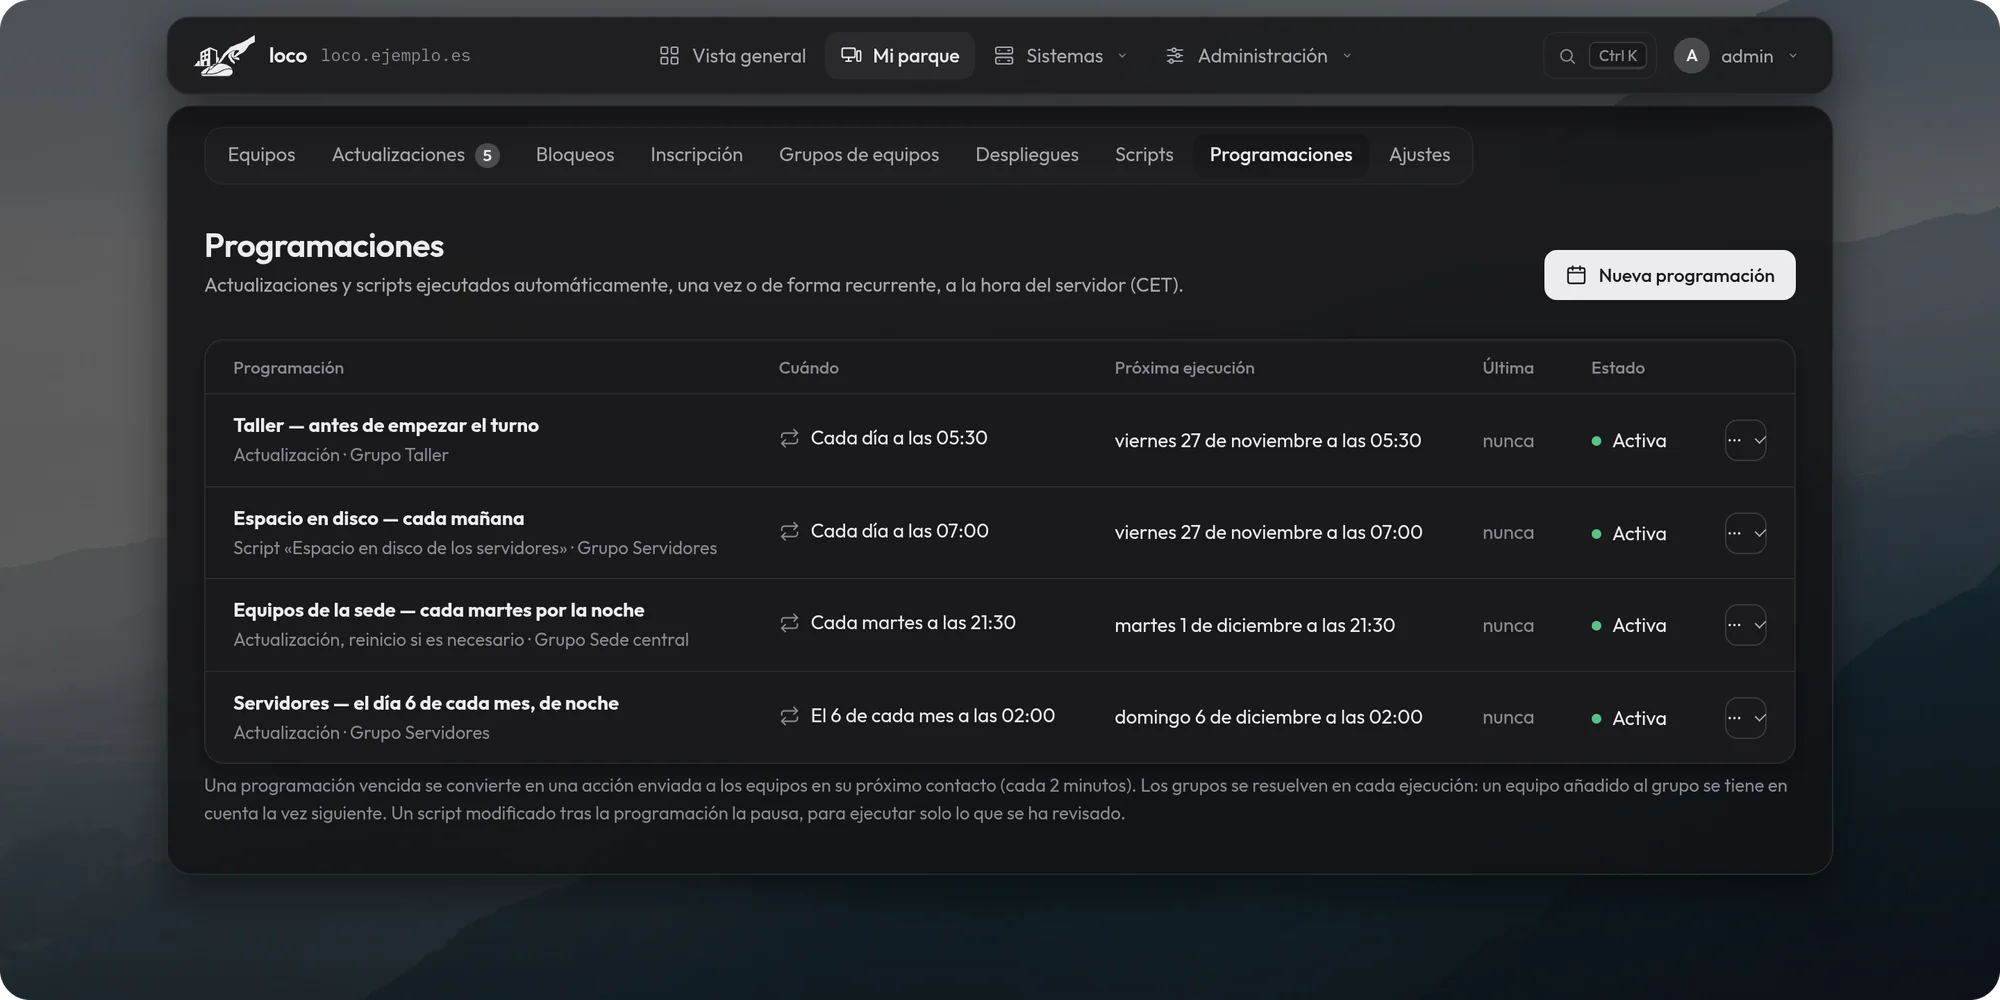 loco loco.ejemplo.es Vista general Mi parque Sistemas Administración Ctrl K A admin
Equipos Actualizaciones 5 Bloqueos Inscripción Grupos de equipos Despliegues Scripts Programaciones Ajustes
Programaciones
Actualizaciones y scripts ejecutados automáticamente, una vez o de forma recurrente, a la hora del servidor (CET).
Nueva programación
Programación Cuándo Próxima ejecución Última Estado
Taller — antes de empezar el turno
Actualización · Grupo Taller
Cada día a las 05:30 viernes 27 de noviembre a las 05:30 nunca Activa
Espacio en disco — cada mañana
Script «Espacio en disco de los servidores» · Grupo Servidores
Cada día a las 07:00 viernes 27 de noviembre a las 07:00 nunca Activa
Equipos de la sede — cada martes por la noche
Actualización, reinicio si es necesario · Grupo Sede central
Cada martes a las 21:30 martes 1 de diciembre a las 21:30 nunca Activa
Servidores — el día 6 de cada mes, de noche
Actualización · Grupo Servidores
El 6 de cada mes a las 02:00 domingo 6 de diciembre a las 02:00 nunca Activa
Una programación vencida se convierte en una acción enviada a los equipos en su próximo contacto (cada 2 minutos). Los grupos se resuelven en cada ejecución: un equipo añadido al grupo se tiene en
cuenta la vez siguiente. Un script modificado tras la programación la pausa, para ejecutar solo lo que se ha revisado.